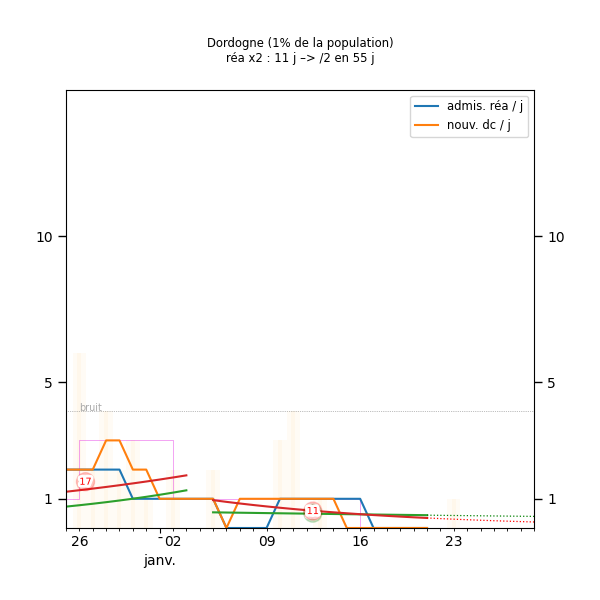 Dordogne (1% de la population)
réa x2 : 11 j –> /2 en 55 j
admis. réa / j
nouv. dc / j
10
10
5
5
bruit
17
11
1
1
26
02
09
16
23
janv.